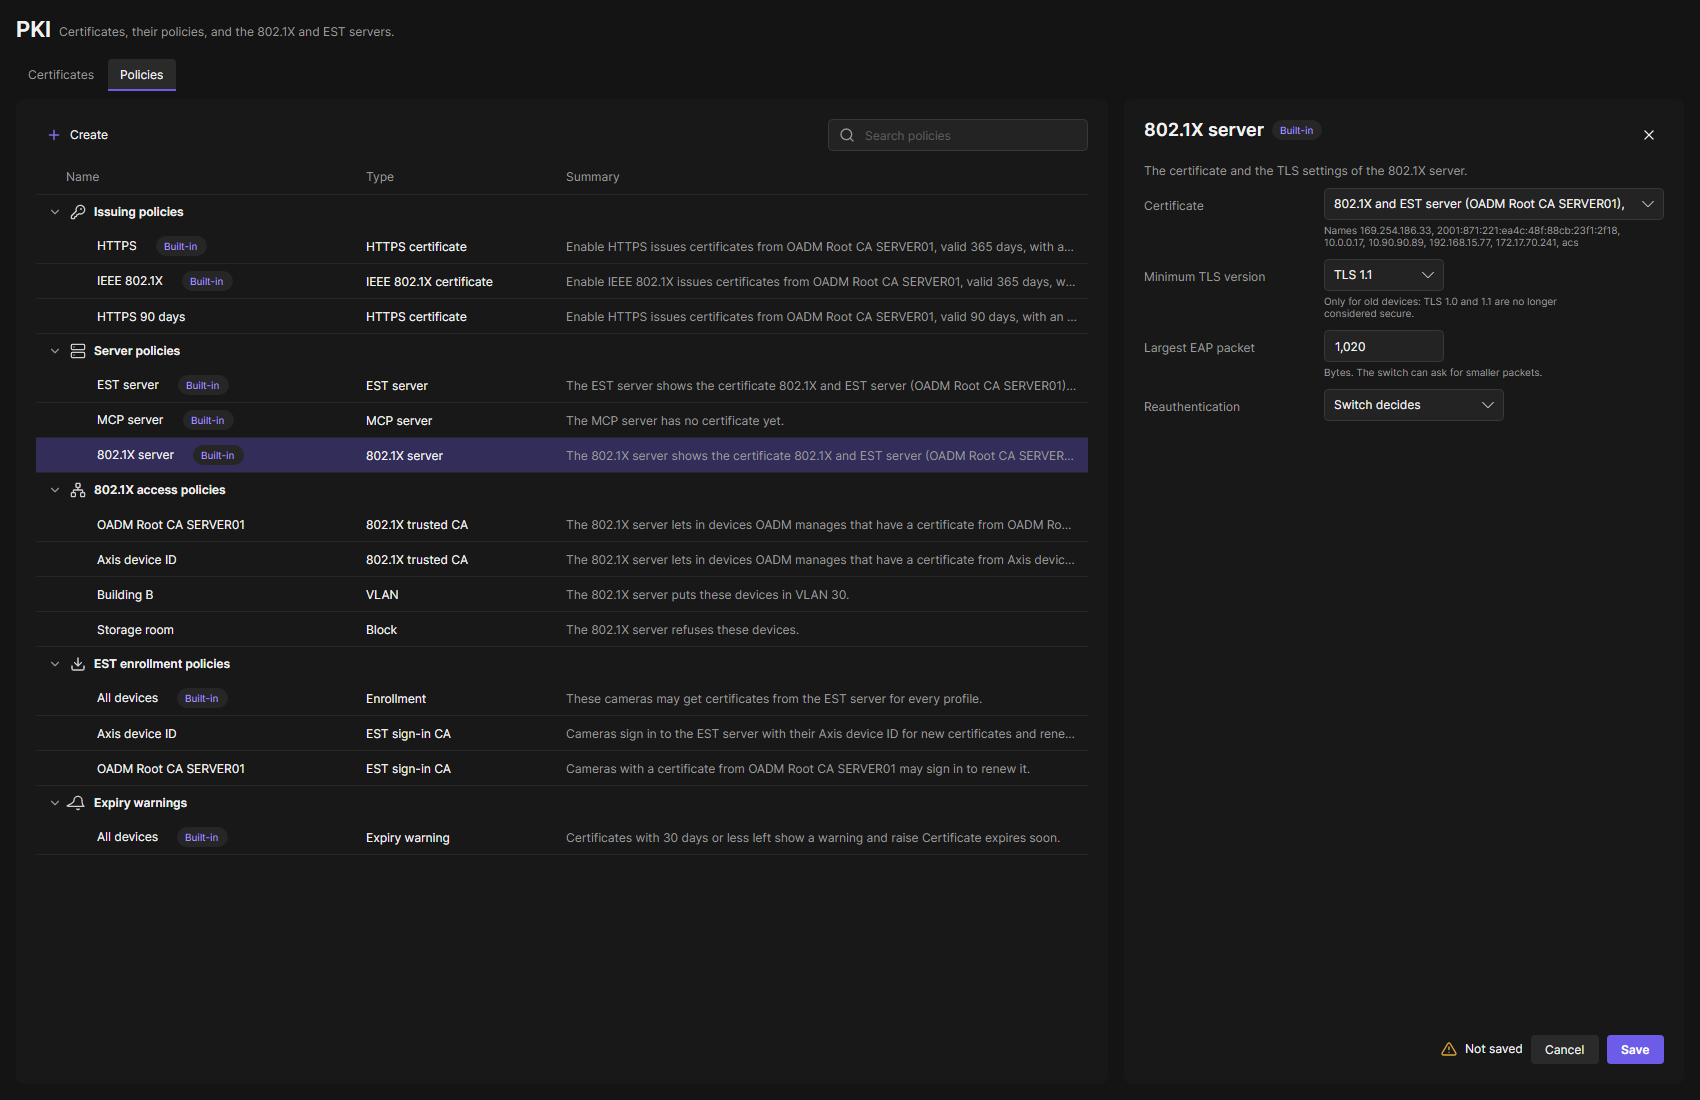 PKI Certificates, their policies, and the 802.1X and EST servers.
Certificates Policies
Create
Search policies
Name Type Summary
Issuing policies
HTTPS Built-in HTTPS certificate Enable HTTPS issues certificates from OADM Root CA SERVER01, valid 365 days, with a...
IEEE 802.1X Built-in IEEE 802.1X certificate Enable IEEE 802.1X issues certificates from OADM Root CA SERVER01, valid 365 days, w...
HTTPS 90 days HTTPS certificate Enable HTTPS issues certificates from OADM Root CA SERVER01, valid 90 days, with an ...
Server policies
EST server Built-in EST server The EST server shows the certificate 802.1X and EST server (OADM Root CA SERVER01)...
MCP server Built-in MCP server The MCP server has no certificate yet.
802.1X server Built-in 802.1X server The 802.1X server shows the certificate 802.1X and EST server (OADM Root CA SERVER...
802.1X access policies
OADM Root CA SERVER01 802.1X trusted CA The 802.1X server lets in devices OADM manages that have a certificate from OADM Ro...
Axis device ID 802.1X trusted CA The 802.1X server lets in devices OADM manages that have a certificate from Axis devic...
Building B VLAN The 802.1X server puts these devices in VLAN 30.
Storage room Block The 802.1X server refuses these devices.
EST enrollment policies
All devices Built-in Enrollment These cameras may get certificates from the EST server for every profile.
Axis device ID EST sign-in CA Cameras sign in to the EST server with their Axis device ID for new certificates and rene...
OADM Root CA SERVER01 EST sign-in CA Cameras with a certificate from OADM Root CA SERVER01 may sign in to renew it.
Expiry warnings
All devices Built-in Expiry warning Certificates with 30 days or less left show a warning and raise Certificate expires soon.
802.1X server Built-in
The certificate and the TLS settings of the 802.1X server.
Certificate 802.1X and EST server (OADM Root CA SERVER01),
Names 169.254.186.33, 2001:871:221:ea4c:48f:88cb:23f1:2f18,
10.0.0.17, 10.90.90.89, 192.168.15.77, 172.17.70.241, acs
Minimum TLS version TLS 1.1
Only for old devices: TLS 1.0 and 1.1 are no longer
considered secure.
Largest EAP packet 1,020
Bytes. The switch can ask for smaller packets.
Reauthentication Switch decides
Not saved Cancel Save